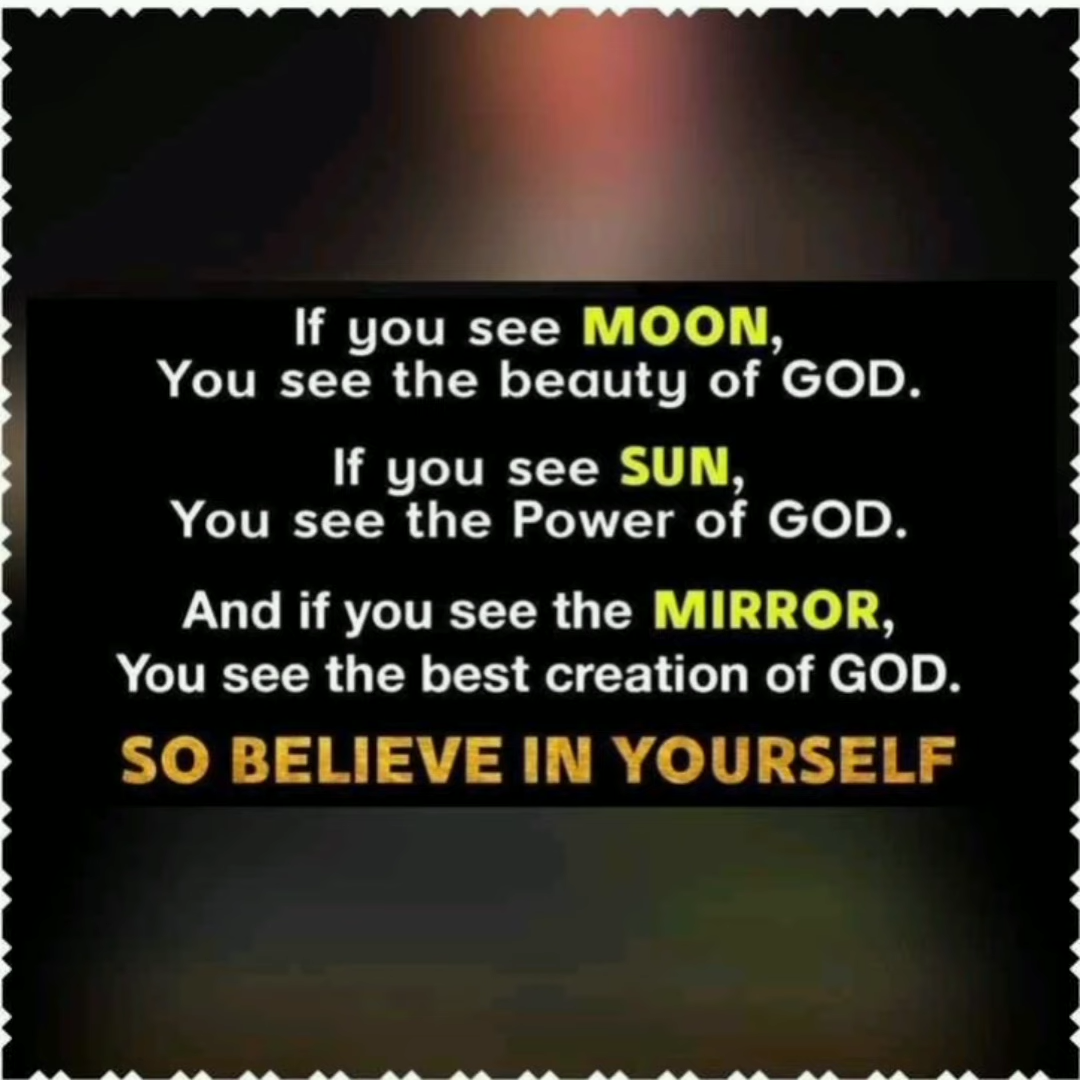 If you see MOON,
You see the beauty of GOD.
If you see SUN,
You see the Power of GOD.
And if you see the MIRROR,
You see the best creation of GOD.
SO BELIEVE IN YOURSELF